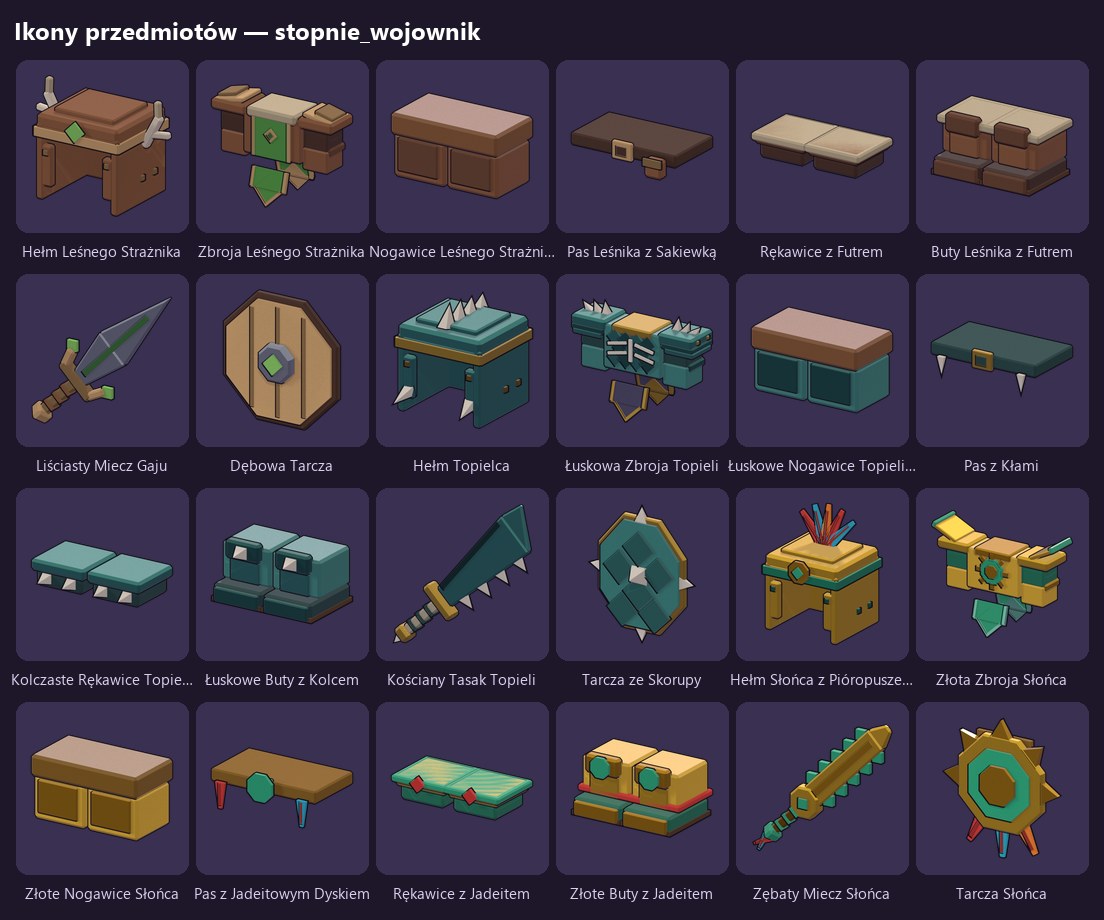 Ikony przedmiotów — stopnie_wojownik
Hełm Leśnego Strażnika
Zbroja Leśnego Strażnika
Nogawice Leśnego Strażni...
Pas Leśnika z Sakiewką
Rękawice z Futrem
Buty Leśnika z Futrem
Liściasty Miecz Gaju
Dębowa Tarcza
Hełm Topielca
Łuskowa Zbroja Topieli
Łuskowe Nogawice Topieli...
Pas z Kłami
Kolczaste Rękawice Topie...
Łuskowe Buty z Kolcem
Kościany Tasak Topieli
Tarcza ze Skorupy
Hełm Słońca z Pióropusze...
Złota Zbroja Słońca
Złote Nogawice Słońca
Pas z Jadeitowym Dyskiem
Rękawice z Jadeitem
Złote Buty z Jadeitem
Zębaty Miecz Słońca
Tarcza Słońca